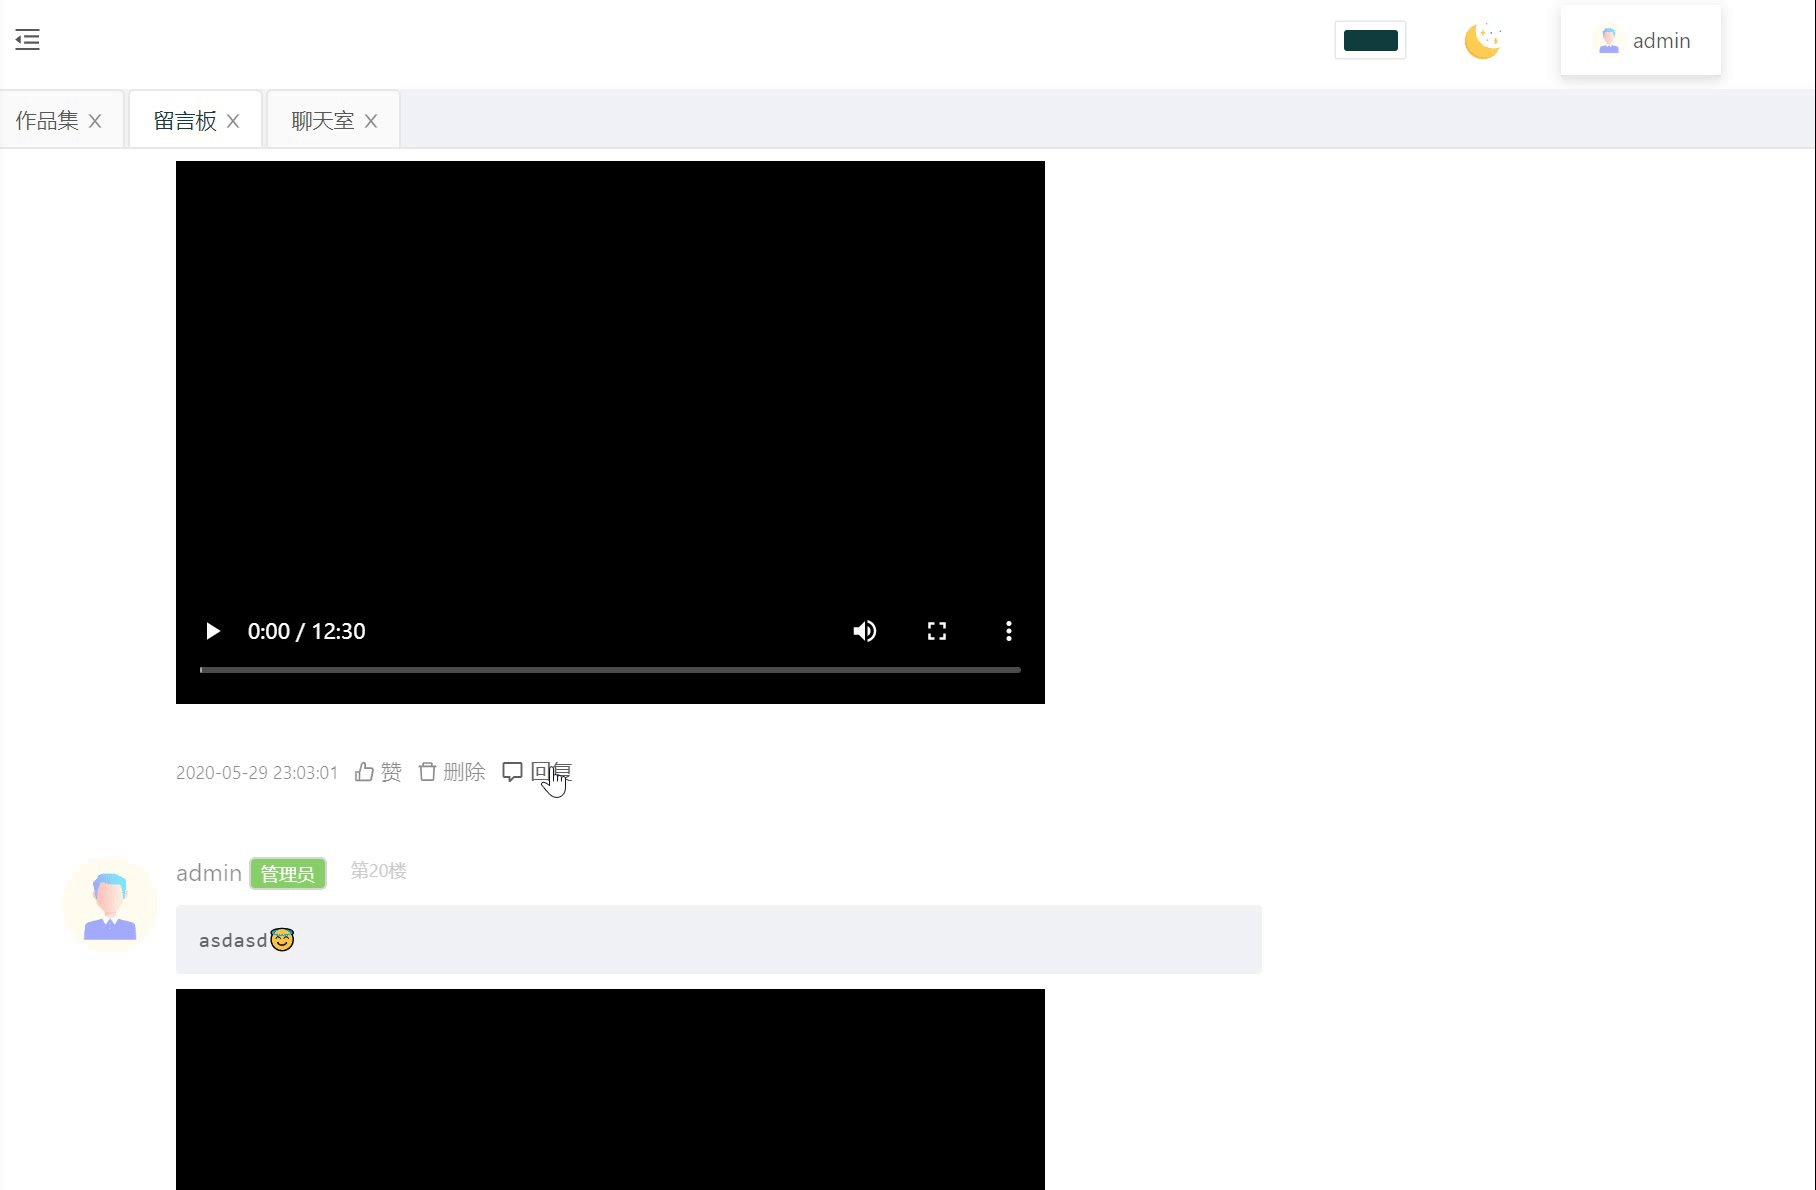 admin
作品集 X 留言板 X 聊天室 X
0:00 / 12:30
2020-05-29 23:03:01 赞 删除 回复
admin 管理员 第20楼
asdasd😇